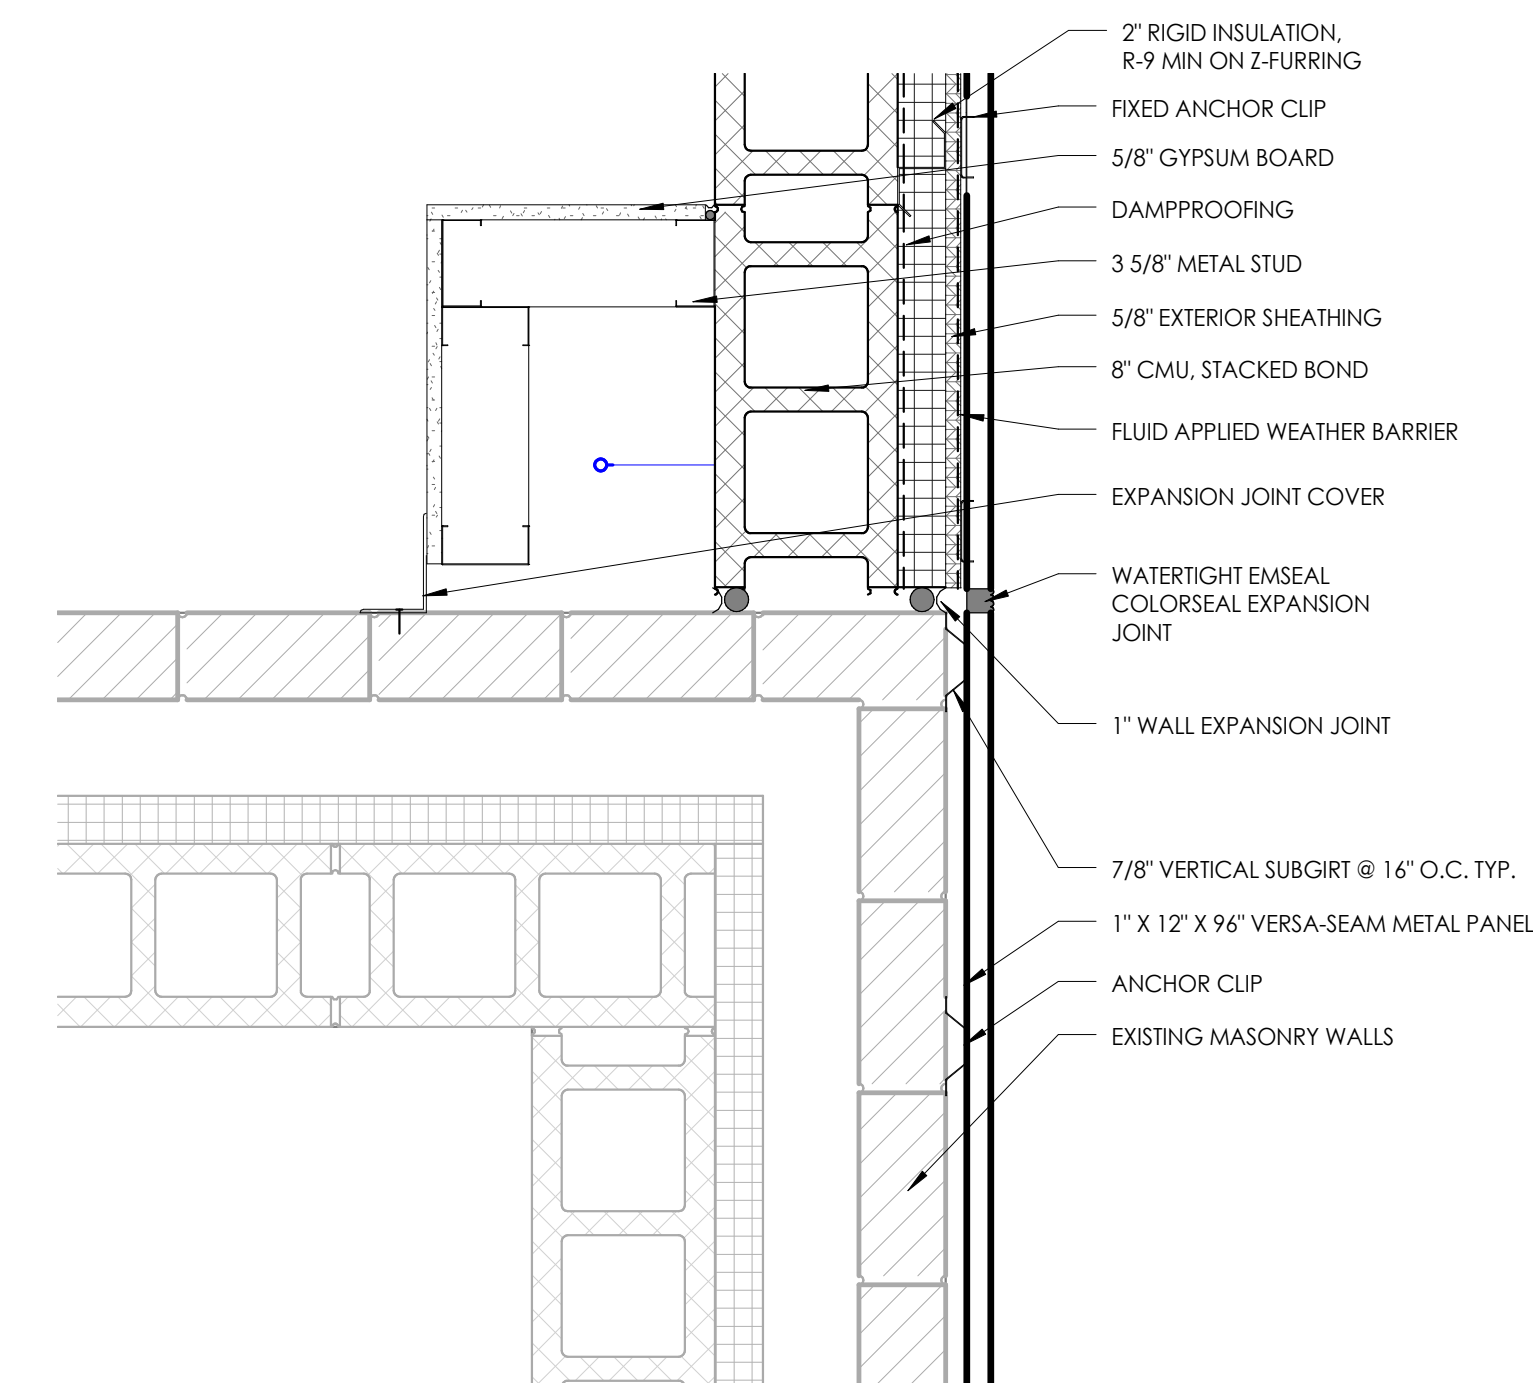 2" RIGID INSULATION,
R-9 MIN ON Z-FURRING
FIXED ANCHOR CLIP
5/8" GYPSUM BOARD
DAMPPROOFING
3 5/8" METAL STUD
5/8" EXTERIOR SHEATHING
8" CMU, STACKED BOND
FLUID APPLIED WEATHER BARRIER
EXPANSION JOINT COVER
WATERTIGHT EMSEAL
COLORSEAL EXPANSION
JOINT
1" WALL EXPANSION JOINT
7/8" VERTICAL SUBGIRT @ 16" O.C. TYP.
1" X 12" X 96" VERSA-SEAM METAL PANEL
ANCHOR CLIP
EXISTING MASONRY WALLS